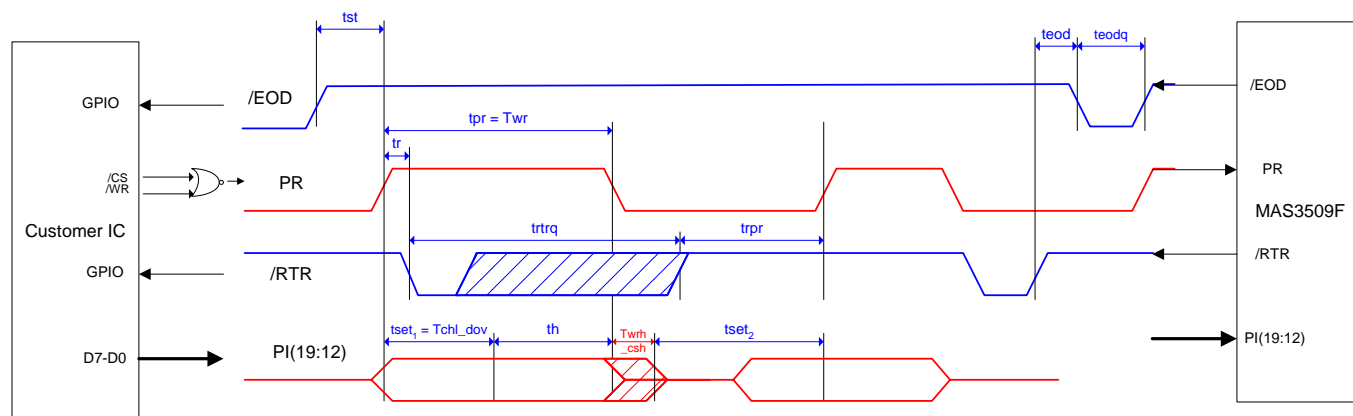 tst
teod
teodq
GPIO
/EOD
/EOD
tpr = Twr
tr
/CS
/WR
PR
PR
Customer IC
MAS3509F
trtrq
trpr
GPIO
/RTR
/RTR
tset1 = Tchl_dov
th
Twrh
_csh
tset2
D7-D0
PI(19:12)
PI(19:12)